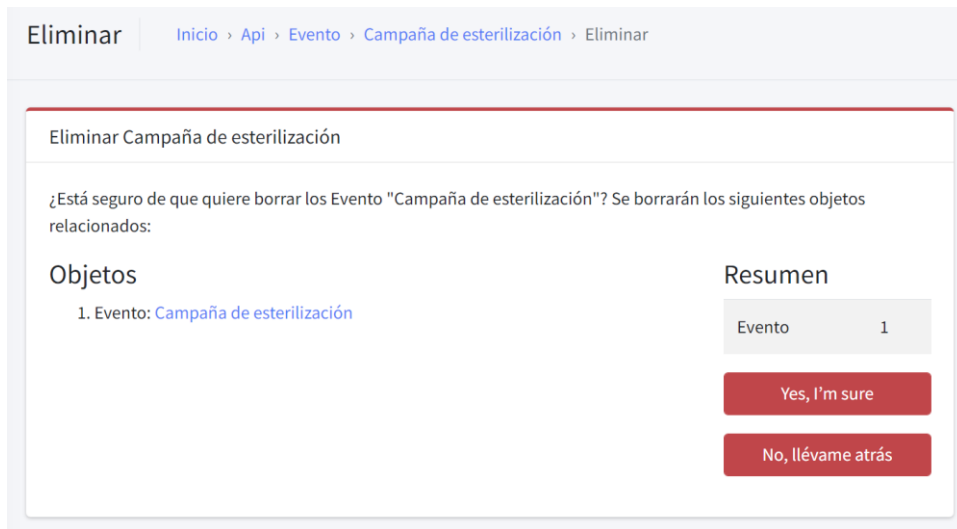 Eliminar
Inicio › Api › Evento › Campaña de esterilización › Eliminar
Eliminar Campaña de esterilización
¿Está seguro de que quiere borrar los Evento "Campaña de esterilización"? Se borrarán los siguientes objetos
relacionados:
Objetos
1. Evento: Campaña de esterilización
Resumen
Evento 1
Yes, I’m sure
No, llévame atrás